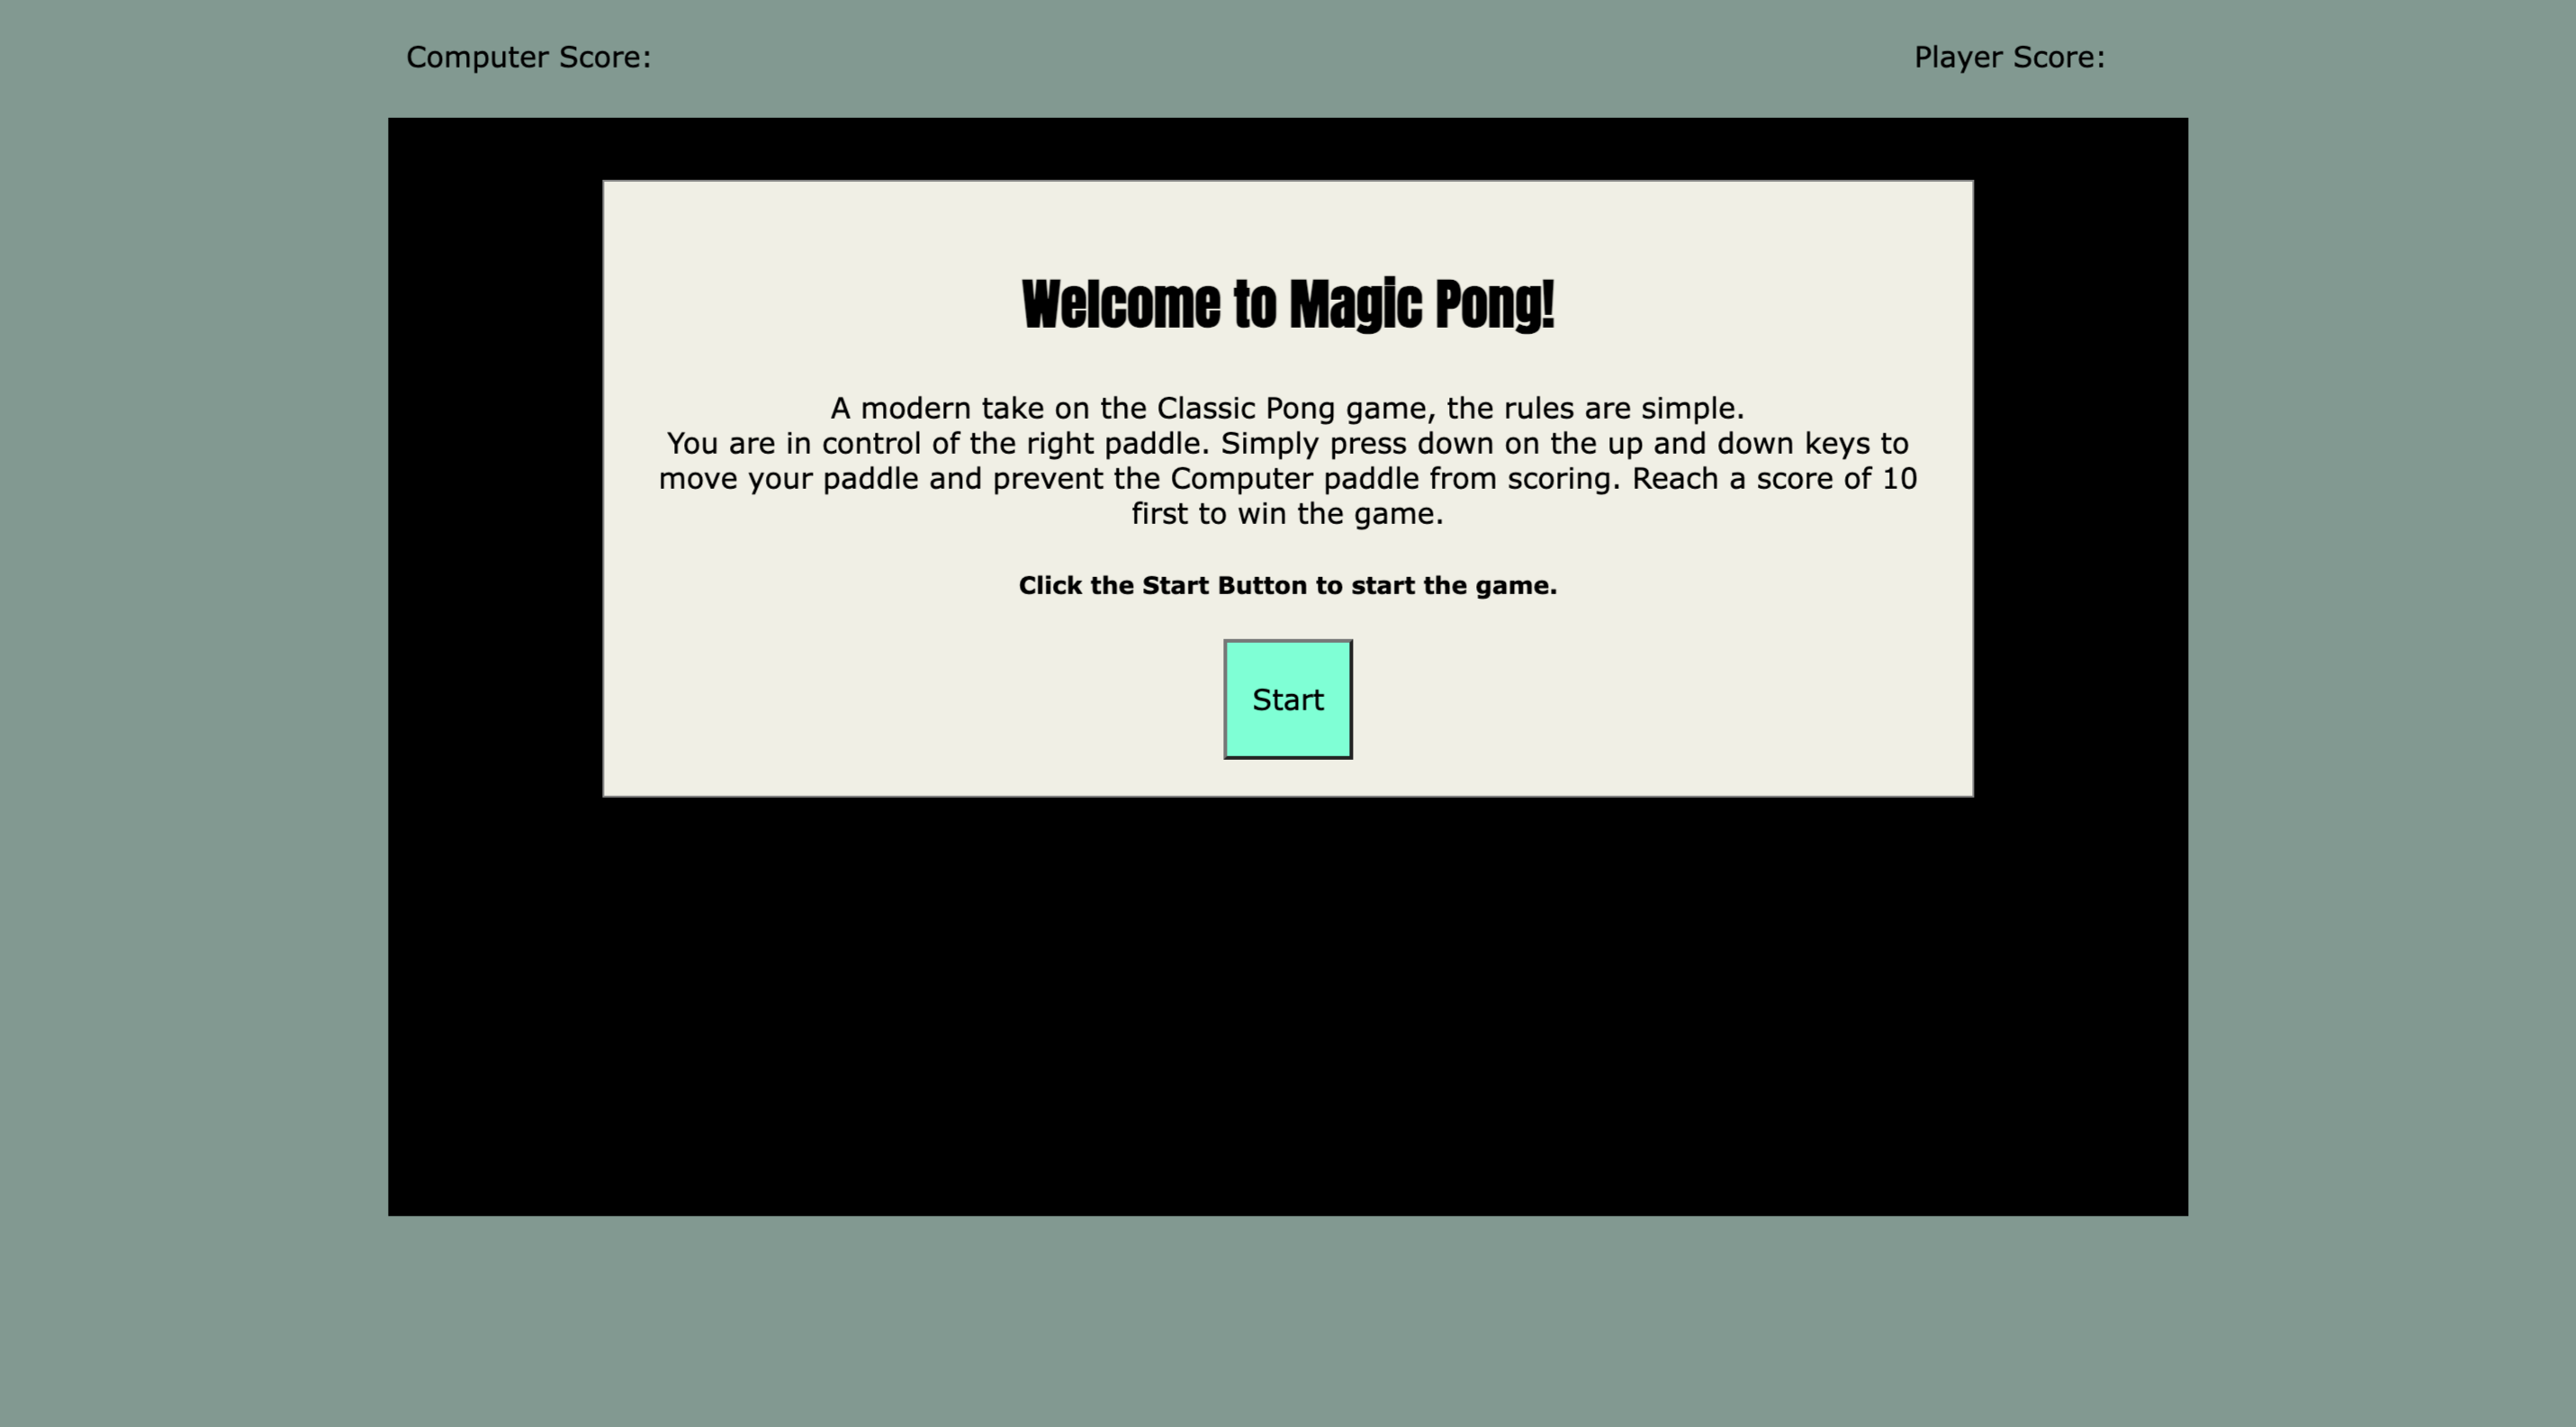 Computer Score:
Player Score:
Welcome to Magic Pong!
A modern take on the Classic Pong game, the rules are simple.
You are in control of the right paddle. Simply press down on the up and down keys to
move your paddle and prevent the Computer paddle from scoring. Reach a score of 10
first to win the game.
Click the Start Button to start the game.
Start